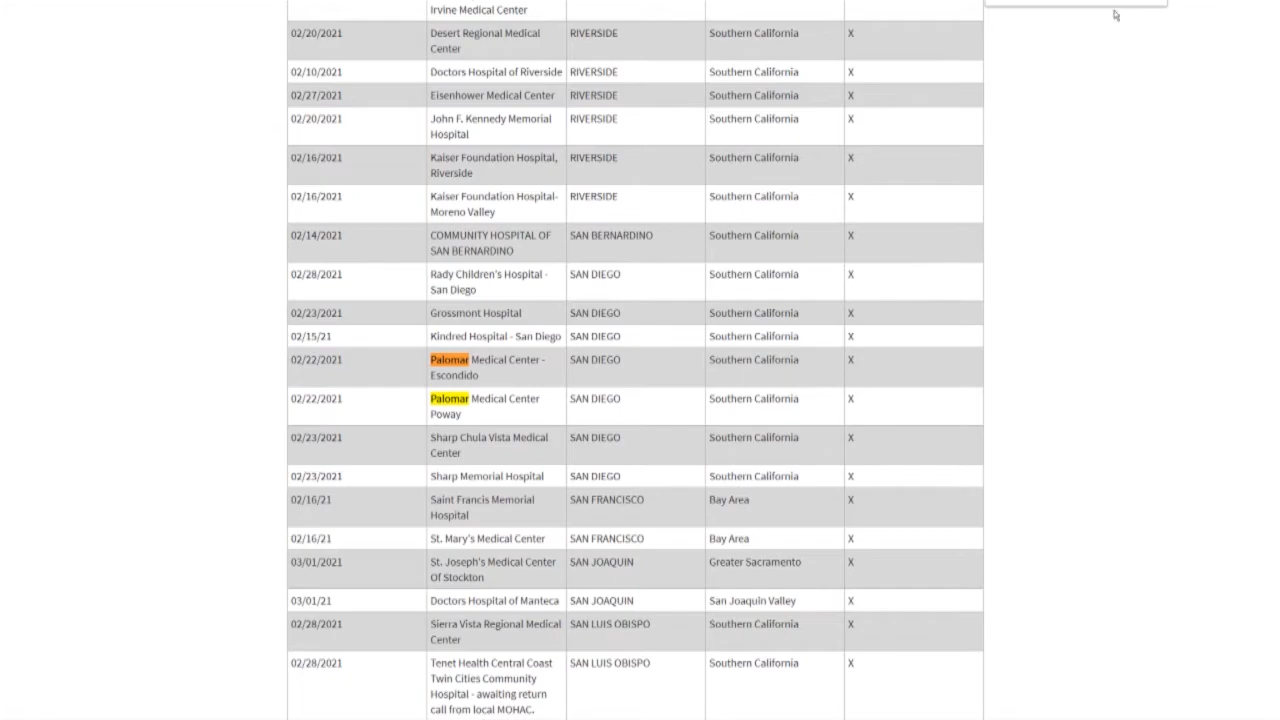 Irvine Medical Center
02/20/2021 Desert Regional Medical RIVERSIDE Southern California X
Center
02/10/2021 Doctors Hospital of Riverside RIVERSIDE Southern California X
02/27/2021 Eisenhower Medical Center RIVERSIDE Southern California X
02/20/2021 John F. Kennedy Memorial RIVERSIDE Southern California X
Hospital
02/16/2021 Kaiser Foundation Hospital, RIVERSIDE Southern California X
Riverside
02/16/2021 Kaiser Foundation Hospital- RIVERSIDE Southern California X
Moreno Valley
02/14/2021 COMMUNITY HOSPITAL OF SAN BERNARDINO Southern California X
SAN BERNARDINO
02/28/2021 Rady Children's Hospital - SAN DIEGO Southern California X
San Diego
02/23/2021 Grossmont Hospital SAN DIEGO Southern California X
02/15/21 Kindred Hospital - San Diego SAN DIEGO Southern California X
02/22/2021 Palomar Medical Center - SAN DIEGO Southern California X
Escondido
02/22/2021 Palomar Medical Center SAN DIEGO Southern California X
Poway
02/23/2021 Sharp Chula Vista Medical SAN DIEGO Southern California X
Center
02/23/2021 Sharp Memorial Hospital SAN DIEGO Southern California X
02/16/21 Saint Francis Memorial SAN FRANCISCO Bay Area X
Hospital
02/16/21 St. Mary's Medical Center SAN FRANCISCO Bay Area X
03/01/2021 St. Joseph's Medical Center SAN JOAQUIN Greater Sacramento X
Of Stockton
03/01/21 Doctors Hospital of Manteca SAN JOAQUIN San Joaquin Valley X
02/28/2021 Sierra Vista Regional Medical SAN LUIS OBISPO Southern California X
Center
02/28/2021 Tenet Health Central Coast SAN LUIS OBISPO Southern California X
Twin Cities Community
Hospital - awaiting return
call from local MOHAC.